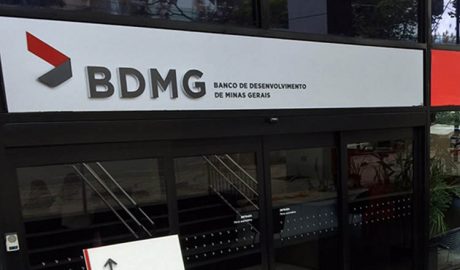 BDMG
BANCO DE DESENVOLVIMENTO
DE MINAS GERAIS